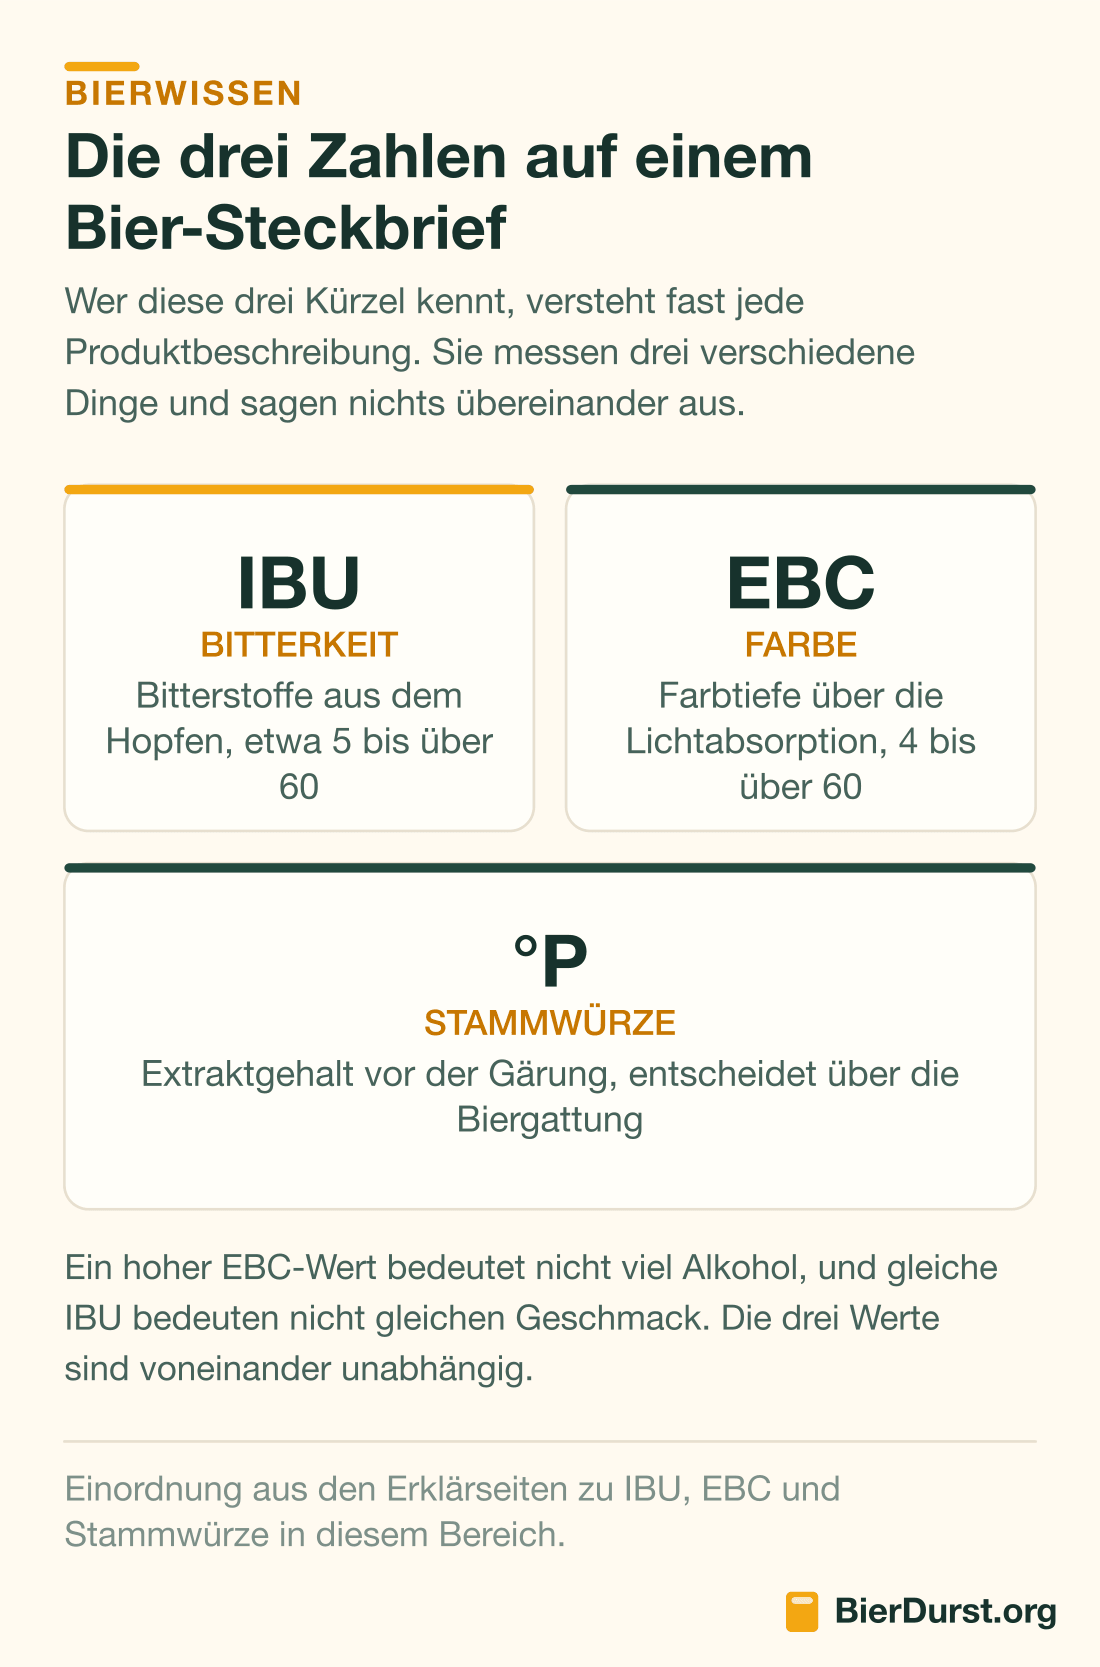 BIERWISSEN
Die drei Zahlen auf einem
Bier-Steckbrief
Wer diese drei Kürzel kennt, versteht fast jede
Produktbeschreibung. Sie messen drei verschiedene
Dinge und sagen nichts übereinander aus.
IBU
BITTERKEIT
Bitterstoffe aus dem
Hopfen, etwa 5 bis über
60
EBC
FARBE
Farbtiefe über die
Lichtabsorption, 4 bis
über 60
°P
STAMMWÜRZE
Extraktgehalt vor der Gärung, entscheidet über die
Biergattung
Ein hoher EBC-Wert bedeutet nicht viel Alkohol, und gleiche
IBU bedeuten nicht gleichen Geschmack. Die drei Werte
sind voneinander unabhängig.
Einordnung aus den Erklärseiten zu IBU, EBC und
Stammwürze in diesem Bereich.
BierDurst.org